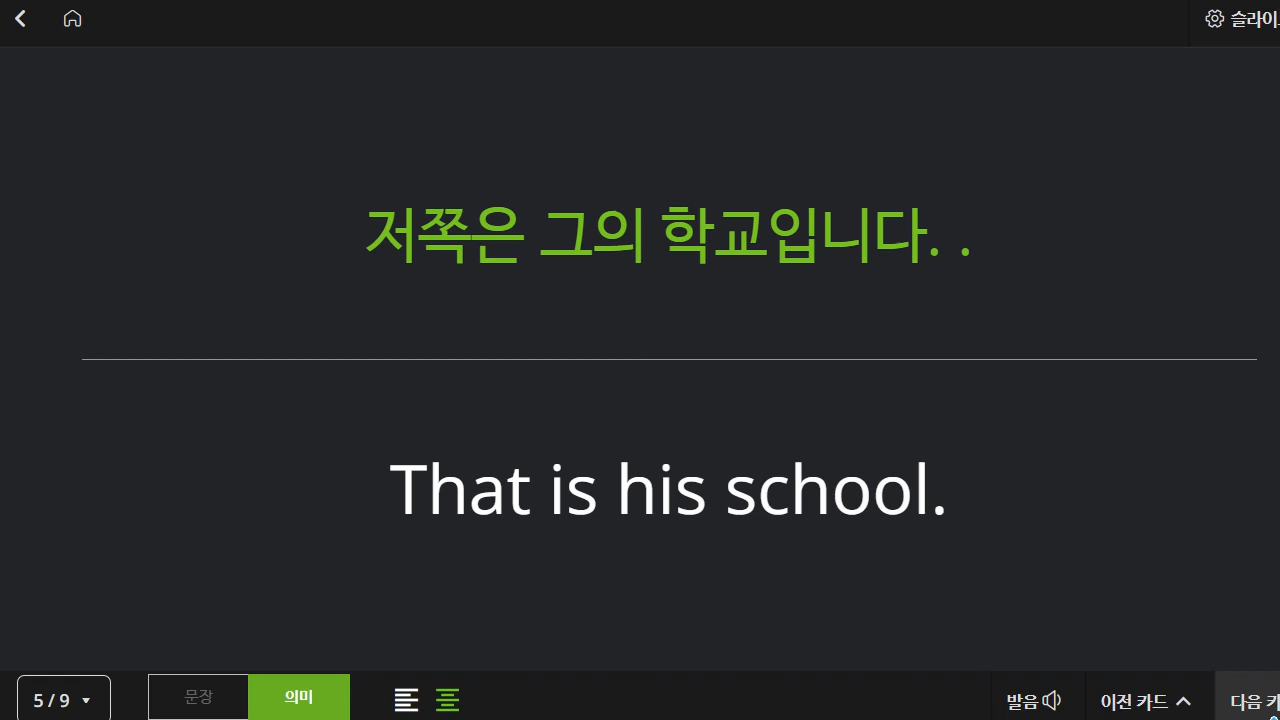 슬라이
저쪽은 그의 학교입니다. .
That is his school.
5 / 9
문장
의미
발음
이전 카드
다음